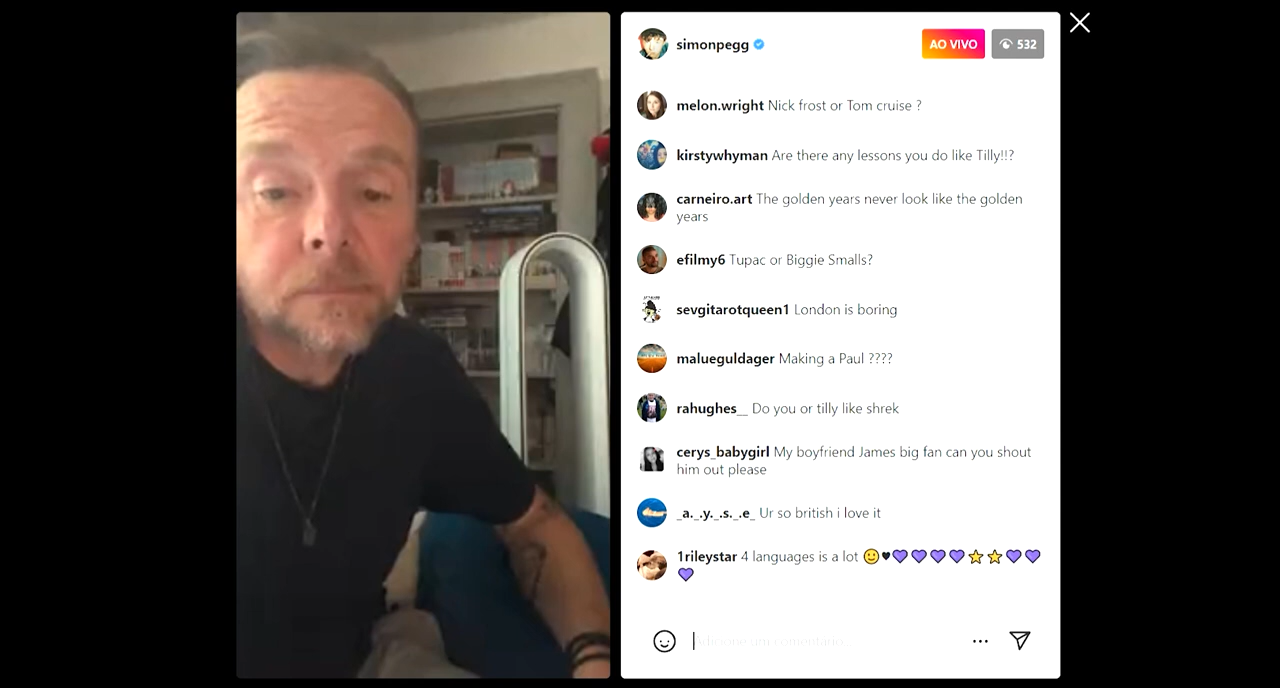 simonpegg
AO VIVO
532
melon.wright Nick frost or Tom cruise ?
kirstywhyman Are there any lessons you do like Tilly!!?
carneiro.art The golden years never look like the golden
years
efilmy6 Tupac or Biggie Smalls?
sevgitarotqueen1 London is boring
malueguldager Making a Paul ????
rahughes__ Do you or tilly like shrek
cerys_babygirl My boyfriend James big fan can you shout
him out please
_a._.y._.s._.e_ Ur so british i love it
1rileystar 4 languages is a lot 🙂🖤💜💜💜💜⭐⭐💜💜
💜
Adicione um comentário...